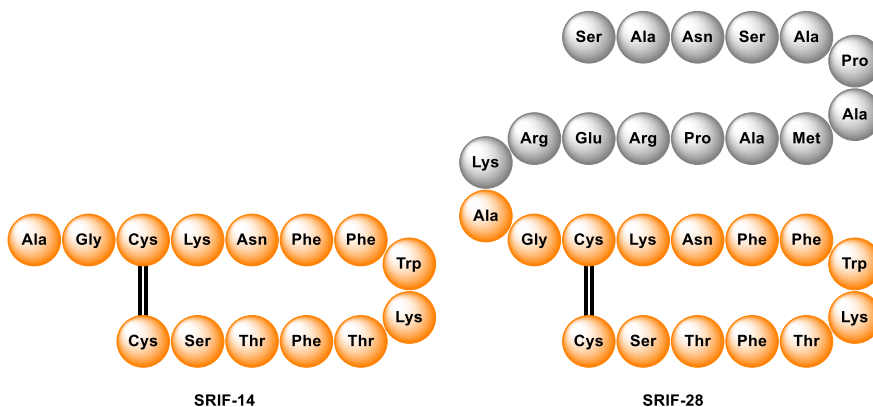 Ser Ala Asn Ser Ala
Pro
Ala
Lys Arg Glu Arg Pro Ala Met
Ala
Ala Gly Cys Lys Asn Phe Phe
Trp
Lys
Cys Ser Thr Phe Thr
Gly Cys Lys Asn Phe Phe
Trp
Lys
Cys Ser Thr Phe Thr
SRIF-14
SRIF-28